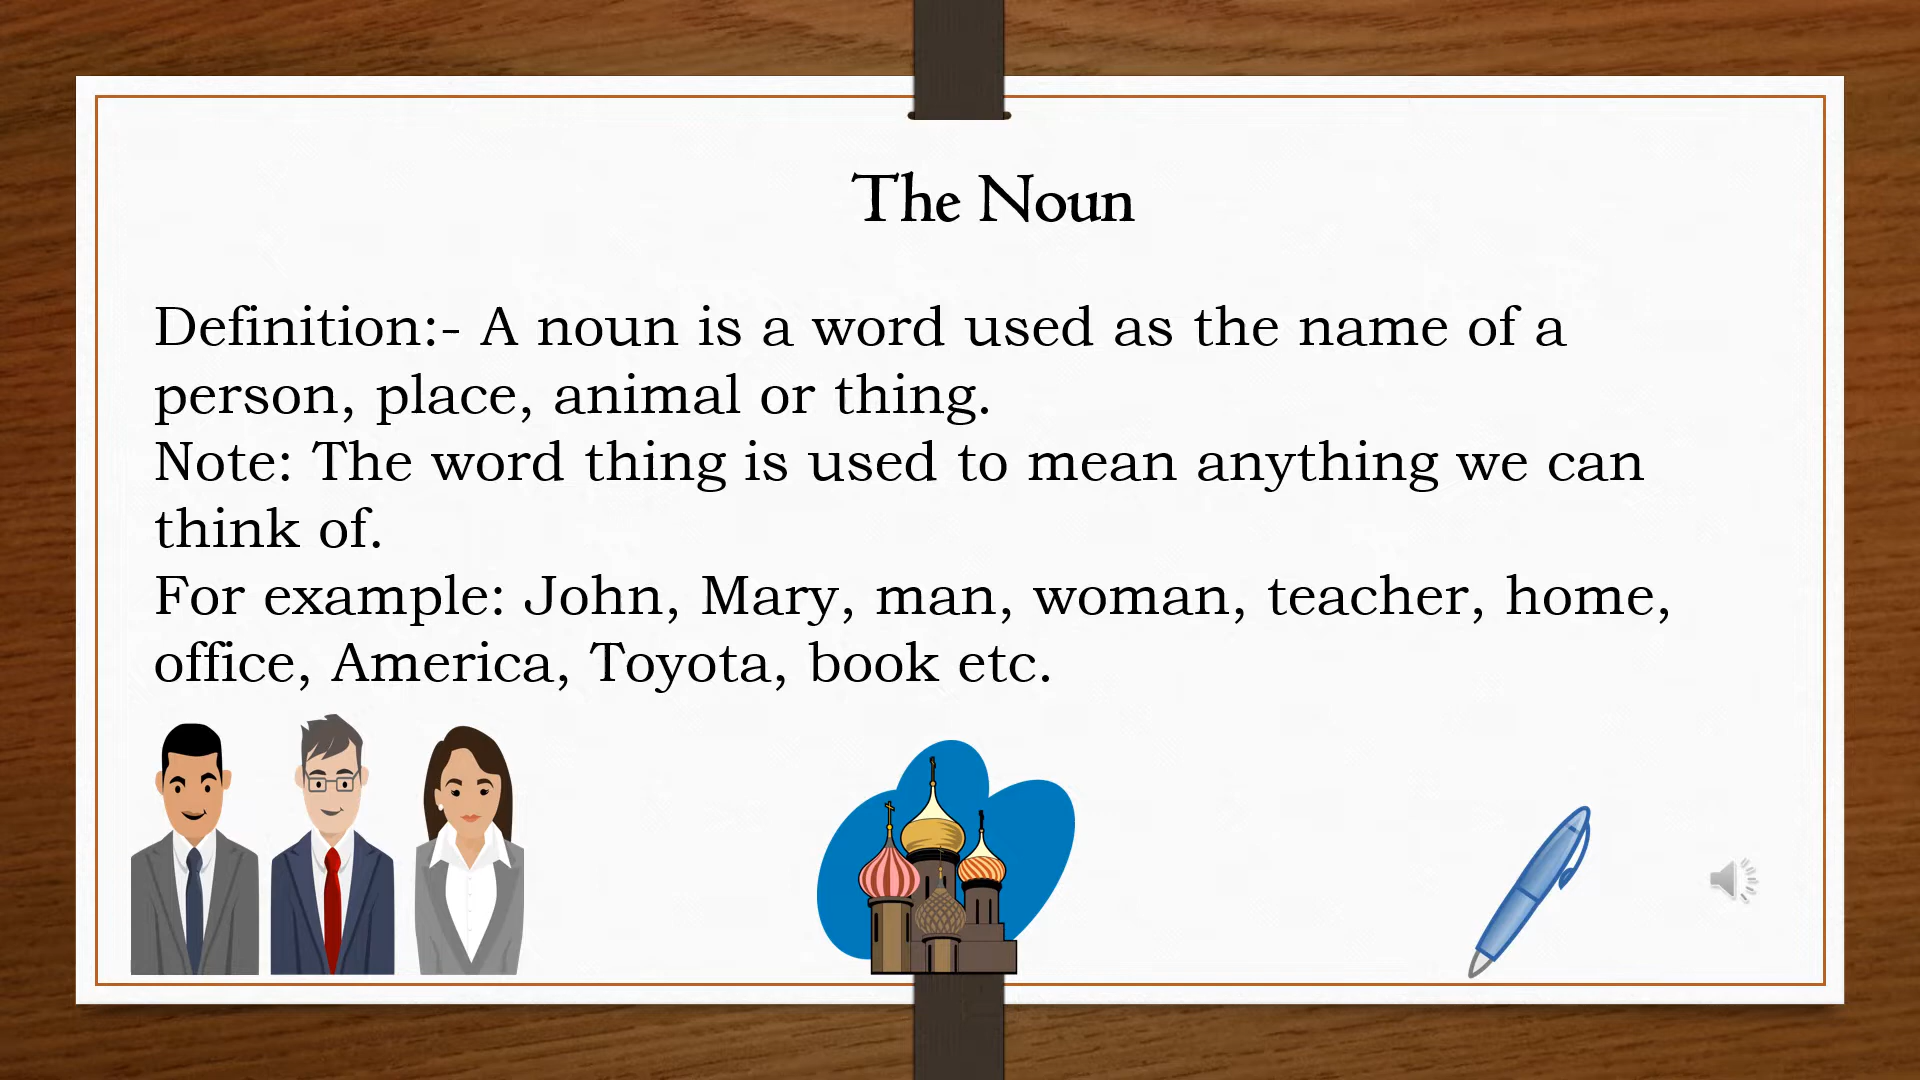 The Noun
Definition:- A noun is a word used as the name of a
person, place, animal or thing.
Note: The word thing is used to mean anything we can
think of.
For example: John, Mary, man, woman, teacher, home,
office, America, Toyota, book etc.